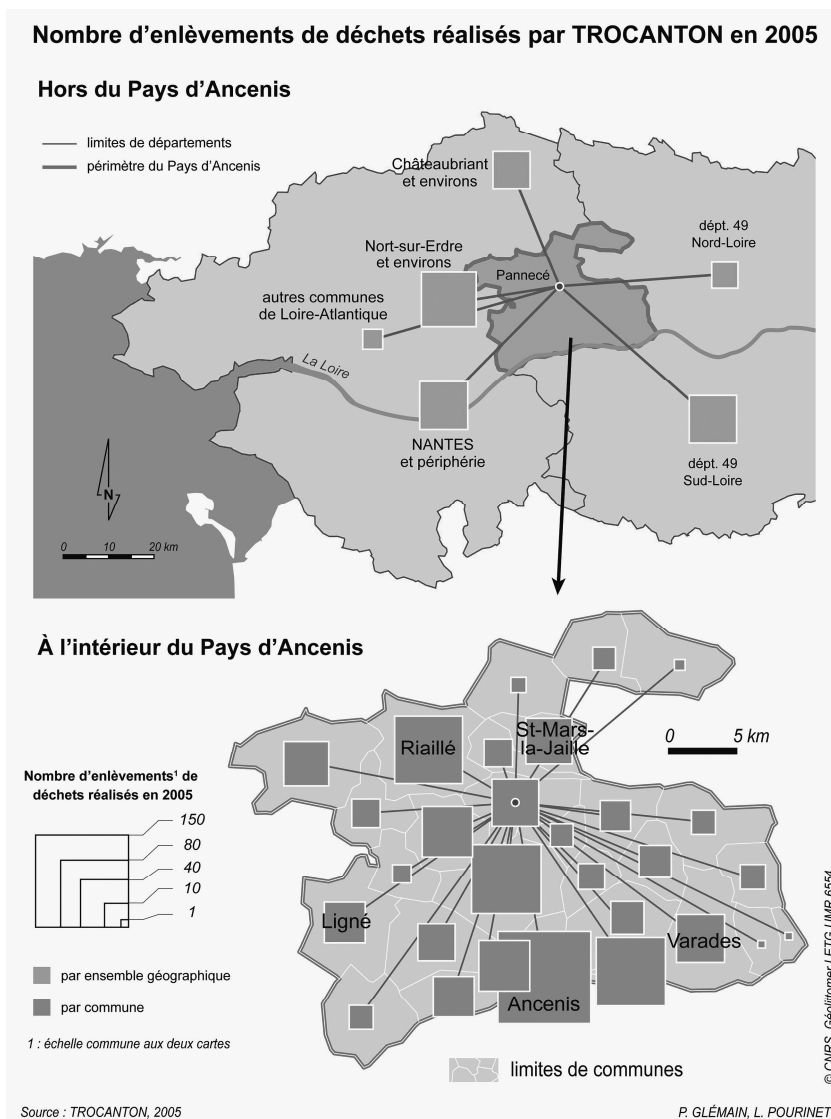 Nombre d'enlèvements de déchets réalisés par TROCANTON en 2005
Hors du Pays d'Ancenis
limites de départements
périmètre du Pays d'Ancenis
Châteaubriant
et environs
Nort-sur-Erdre
et environs
Pannecé
dépt. 49
Nord-Loire
autres communes
de Loire-Atlantique
La Loire
NANTES
et périphérie
dépt. 49
Sud-Loire
N
0 10 20 km
À l'intérieur du Pays d'Ancenis
Riaillé
St-Mars-
la-Jaille
0 5 km
Nombre d'enlèvements¹ de
déchets réalisés en 2005
150
80
40
10
1
Ligné
Varades
Ancenis
par ensemble géographique
par commune
1 : échelle commune aux deux cartes
limites de communes
© CNRS, Géolittomer LETG UMR 6554
Source : TROCANTON, 2005
P. GLÉMAIN, L. POURINET